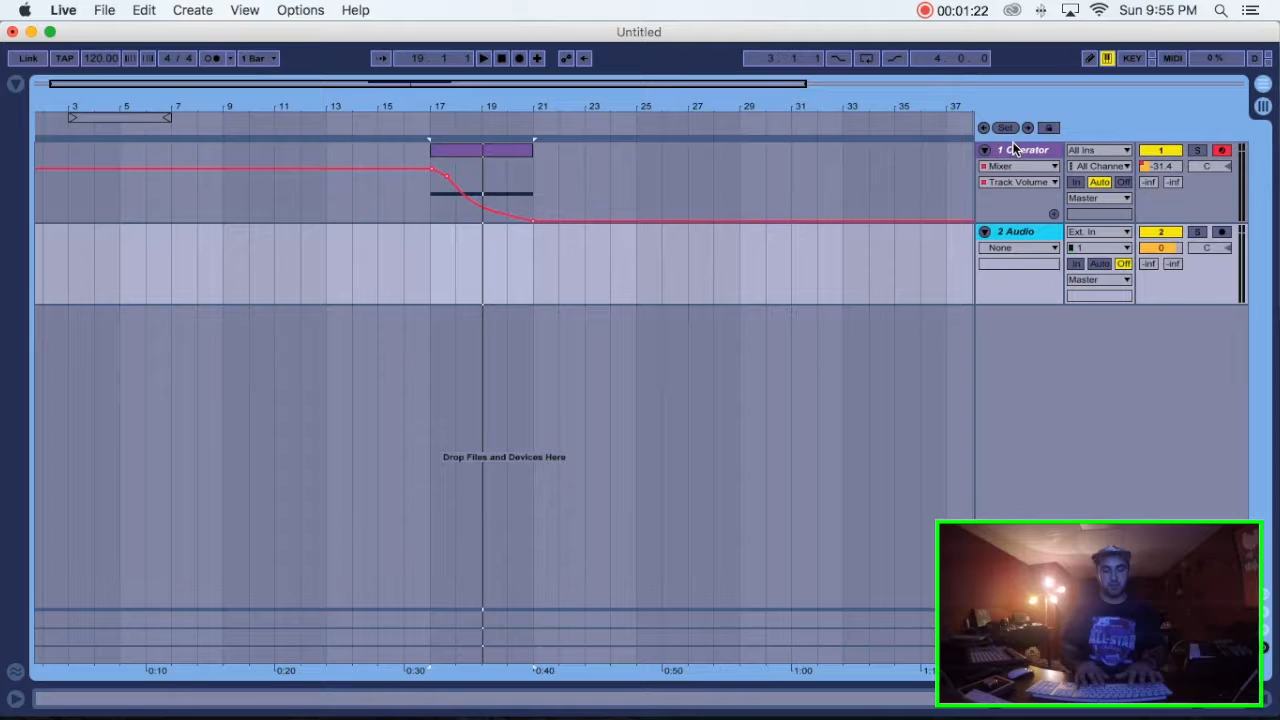 Live File Edit Create View Options Help 00:01:22 Sun 9:55 PM
Untitled
Link TAP 120.00 4 / 4 1 Bar 19. 1. 1 3. 1. 1 4. 0. 0 KEY MIDI 0 % D
3 5 7 9 11 13 15 17 19 21 23 25 27 29 31 33 35 37
Set
1 Operator All Ins 1 S
Mixer All Channe -31.4 C
Track Volume In Auto Off -inf -inf
Master
2 Audio Ext. In 2 S
None 1 0 C
In Auto Off -inf -inf
Master
Drop Files and Devices Here
ALL-STAR
0:10 0:20 0:30 0:40 0:50 1:00